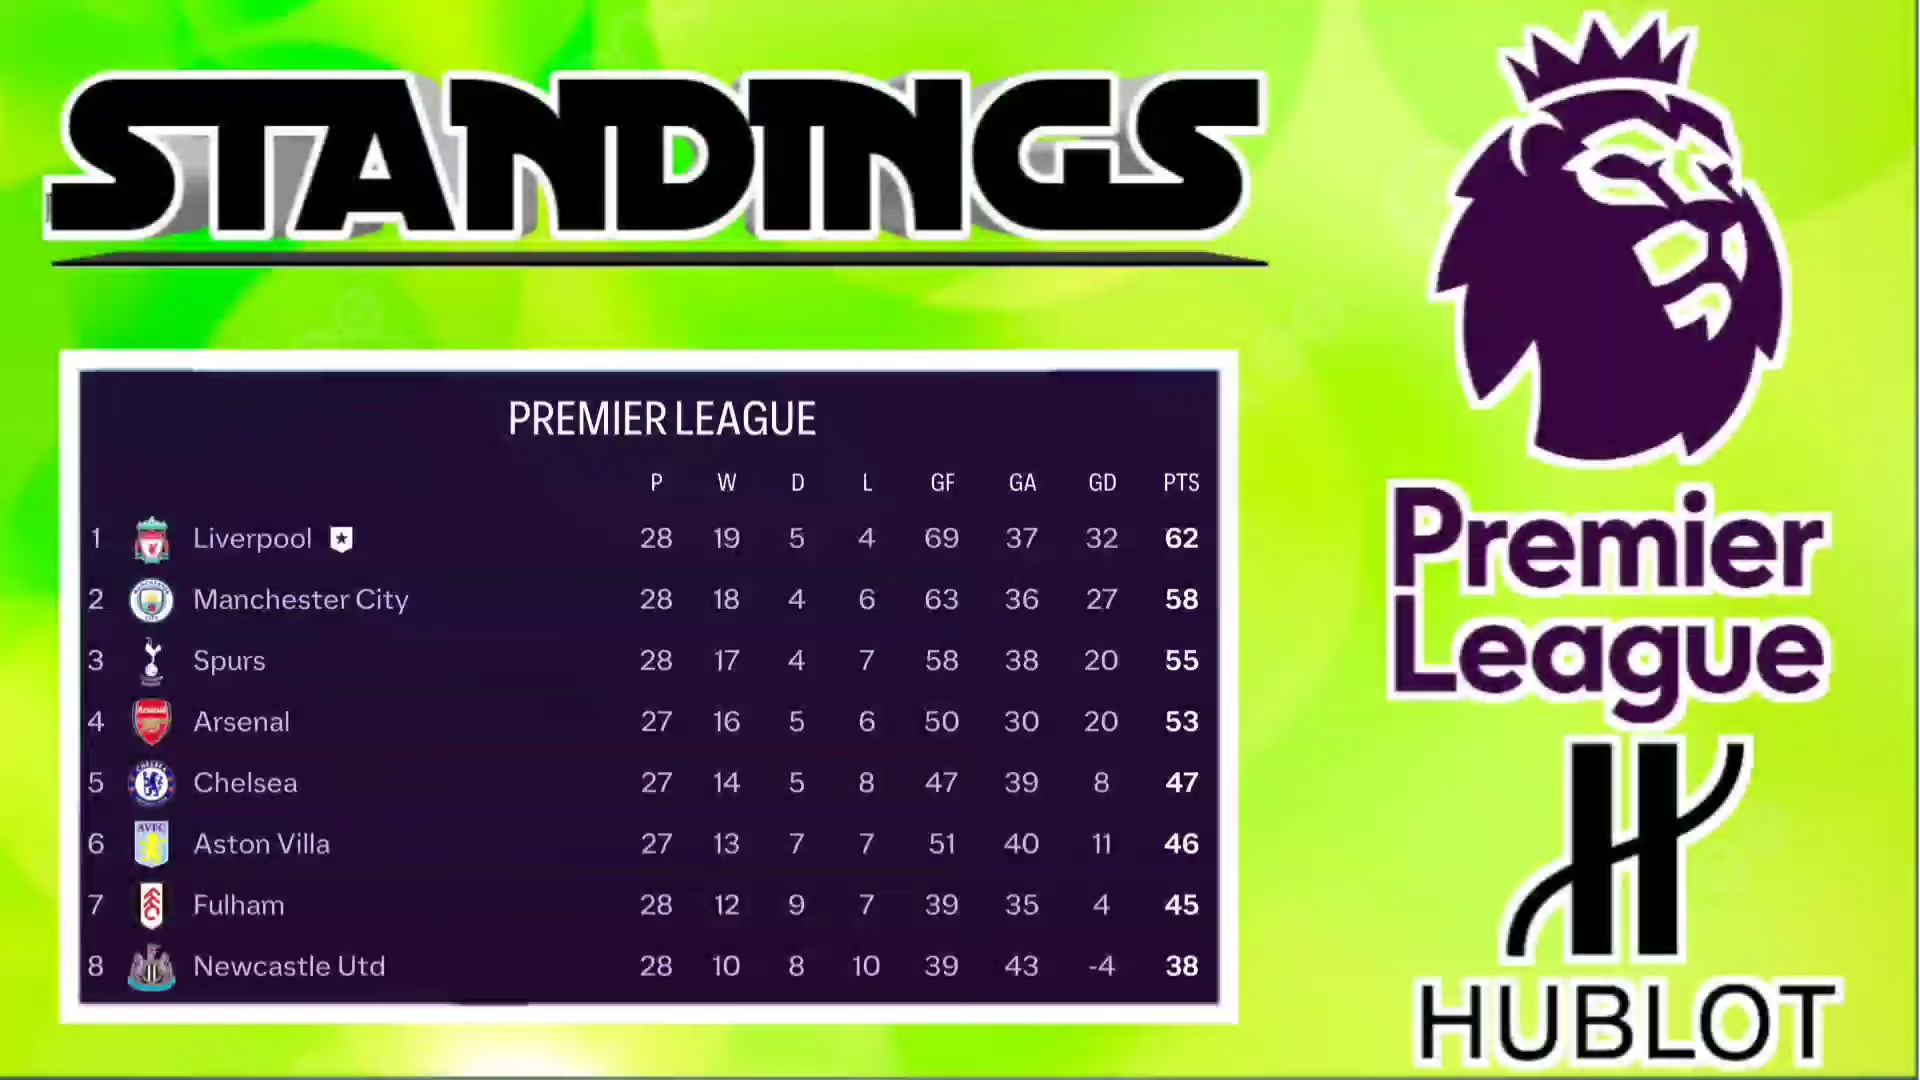 STANDINGS
PREMIER LEAGUE
P W D L GF GA GD PTS
1 Liverpool 28 19 5 4 69 37 32 62
2 Manchester City 28 18 4 6 63 36 27 58
3 Spurs 28 17 4 7 58 38 20 55
4 Arsenal 27 16 5 6 50 30 20 53
5 Chelsea 27 14 5 8 47 39 8 47
6 Aston Villa 27 13 7 7 51 40 11 46
7 Fulham 28 12 9 7 39 35 4 45
8 Newcastle Utd 28 10 8 10 39 43 -4 38
Premier
League
HUBLOT